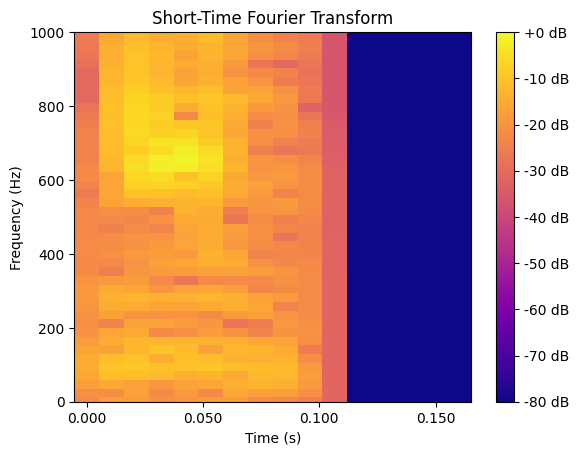 Short-Time Fourier Transform
1000
800
600
400
200
0
Frequency (Hz)
0.000
0.050
0.100
0.150
Time (s)
+0 dB
-10 dB
-20 dB
-30 dB
-40 dB
-50 dB
-60 dB
-70 dB
-80 dB